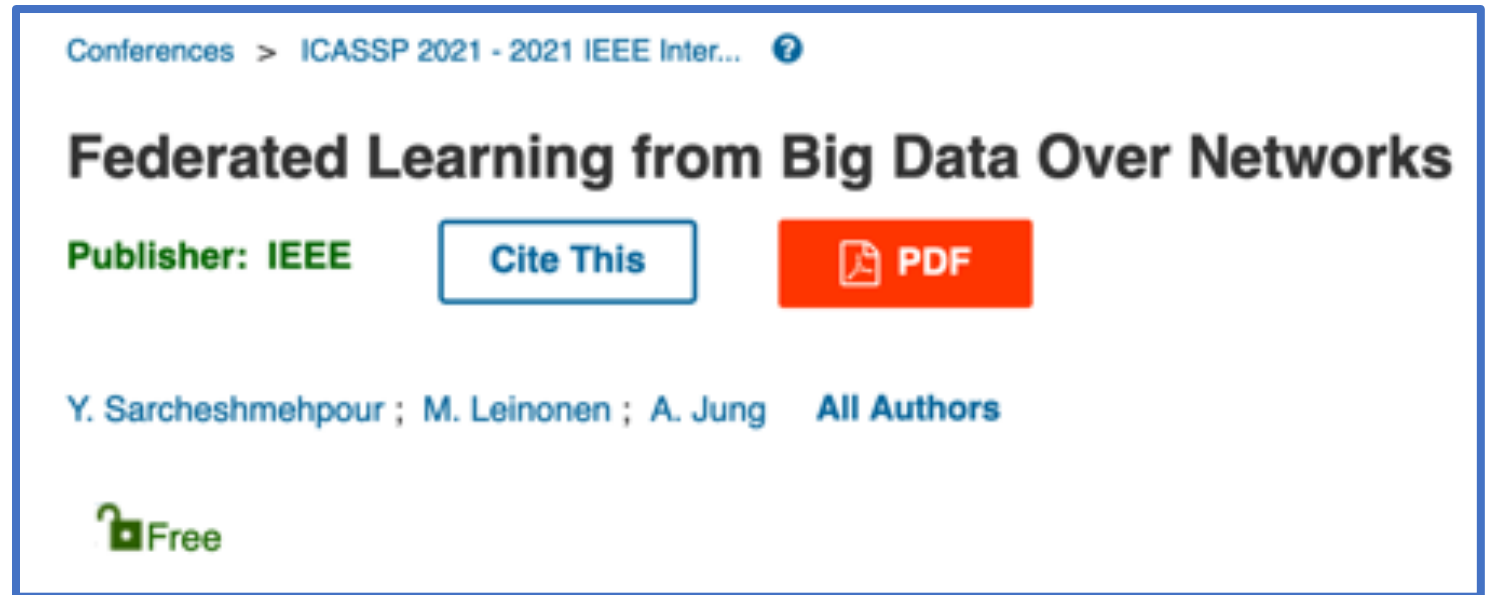 Conferences > ICASSP 2021 - 2021 IEEE Inter... ?
Federated Learning from Big Data Over Networks
Publisher: IEEE Cite This PDF
Y. Sarcheshmehpour ; M. Leinonen ; A. Jung All Authors
Free